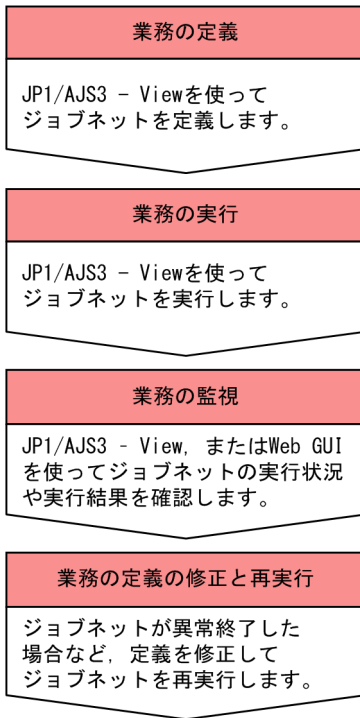 業務の定義
JP1/AJS3 - Viewを使って
ジョブネットを定義します。
業務の実行
JP1/AJS3 - Viewを使って
ジョブネットを実行します。
業務の監視
JP1/AJS3 - View, またはWeb GUI
を使ってジョブネットの実行状況
や実行結果を確認します。
業務の定義の修正と再実行
ジョブネットが異常終了した
場合など, 定義を修正して
ジョブネットを再実行します。